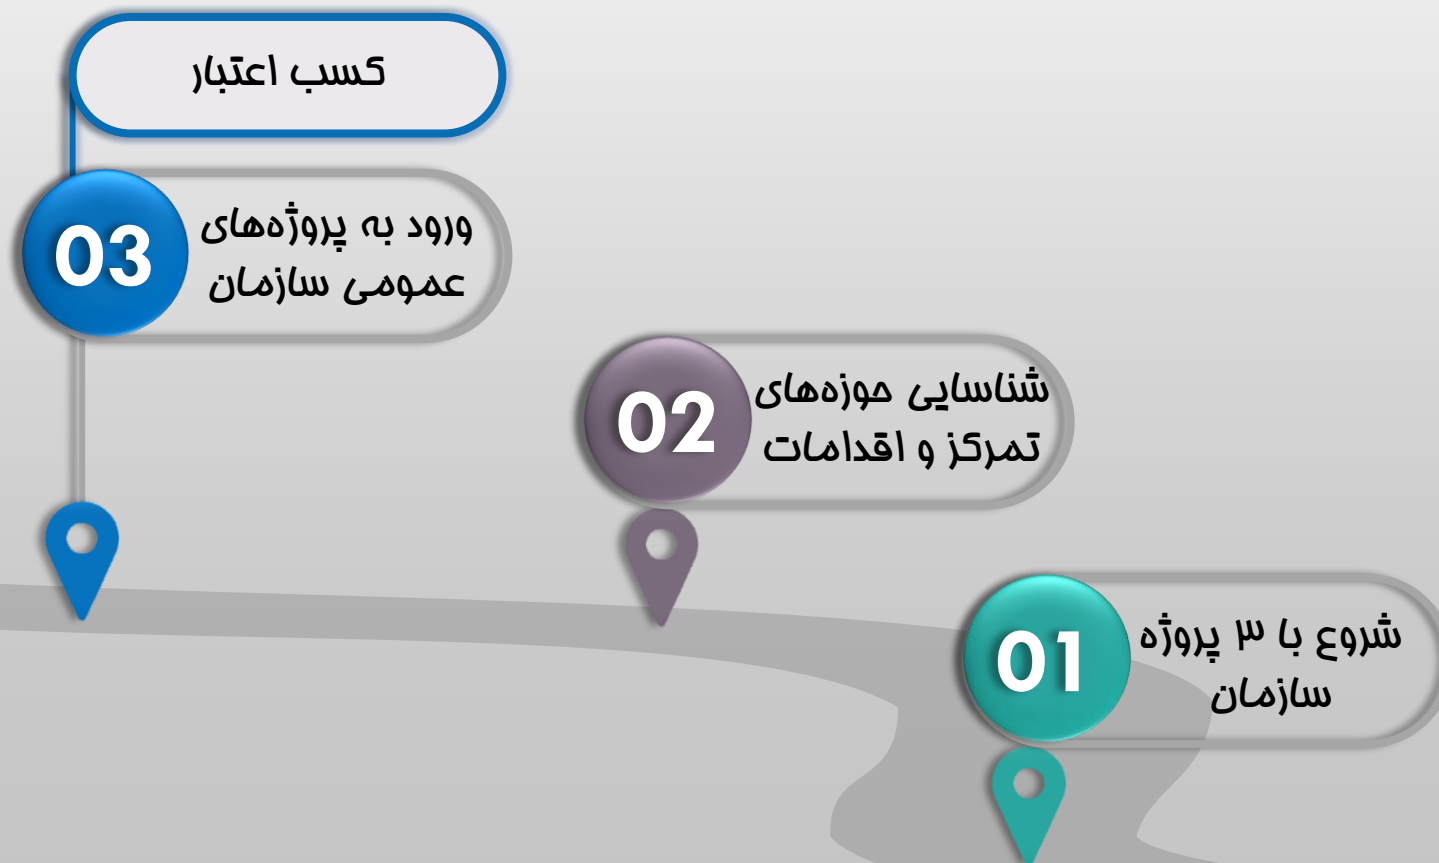 کسب اعتبار
03
ورود به پروژه‌های
عمومی سازمان
02
شناسایی حوزه‌های
تمرکز و اقدامات
01
شروع با ۳ پروژه
سازمان